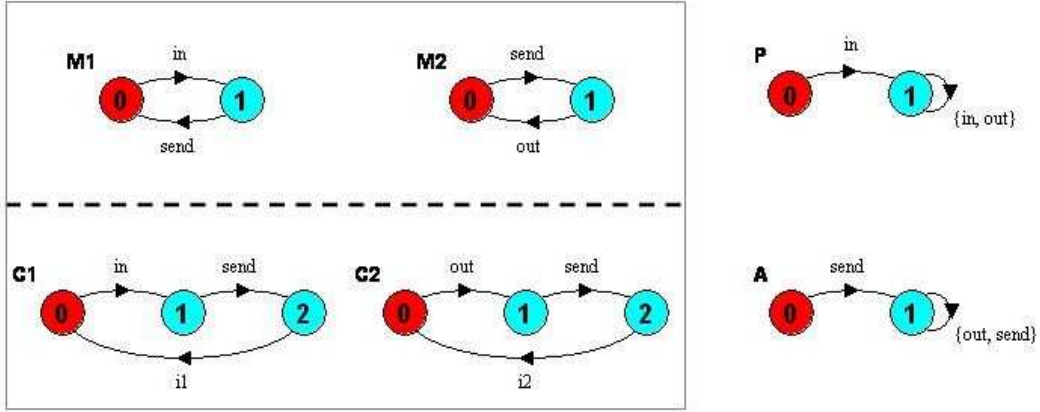 in
M1
0
1
send
send
M2
0
1
out
in
P
0
1
{in, out}
in
send
C1
0
1
2
i1
out
send
C2
0
1
2
i2
send
A
0
1
{out, send}